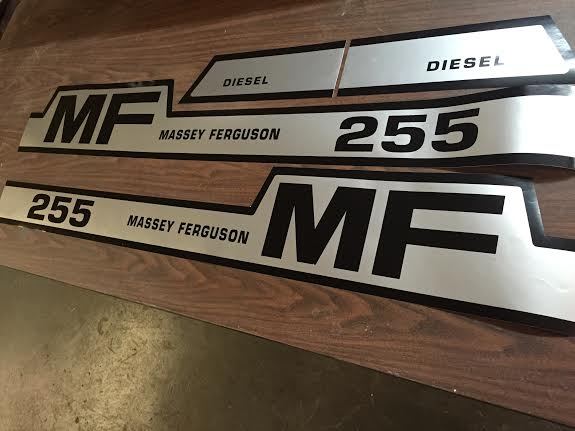 DIESEL
DIESEL
MF MASSEY FERGUSON 255
255 MASSEY FERGUSON MF